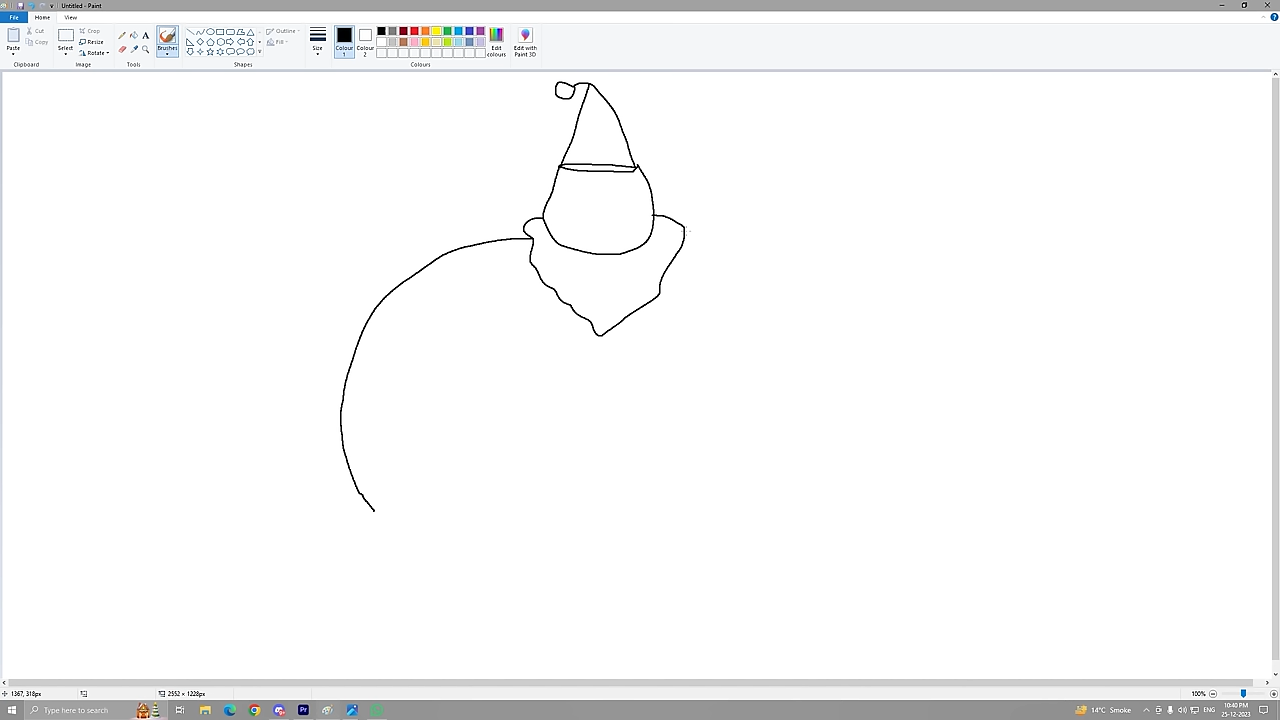 Untitled - Paint
File Home View
Paste
Cut
Copy
Clipboard
Select
Crop
Resize
Rotate
Image
Tools
Brushes
Outline
Fill
Shapes
Size
Colour 1
Colour 2
Edit colours
Edit with Paint 3D
Colours
1367, 318px
2552 × 1228px
100%
Type here to search
14°C Smoke
ENG
10:40 PM
25-12-2023